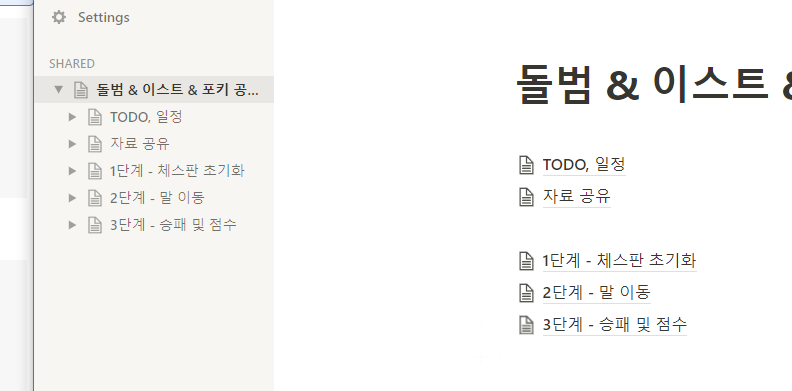 Settings
SHARED
돌범 & 이스트 & 포키 공...
TODO, 일정
자료 공유
1단계 - 체스판 초기화
2단계 - 말 이동
3단계 - 승패 및 점수
돌범 & 이스트 &
TODO, 일정
자료 공유
1단계 - 체스판 초기화
2단계 - 말 이동
3단계 - 승패 및 점수